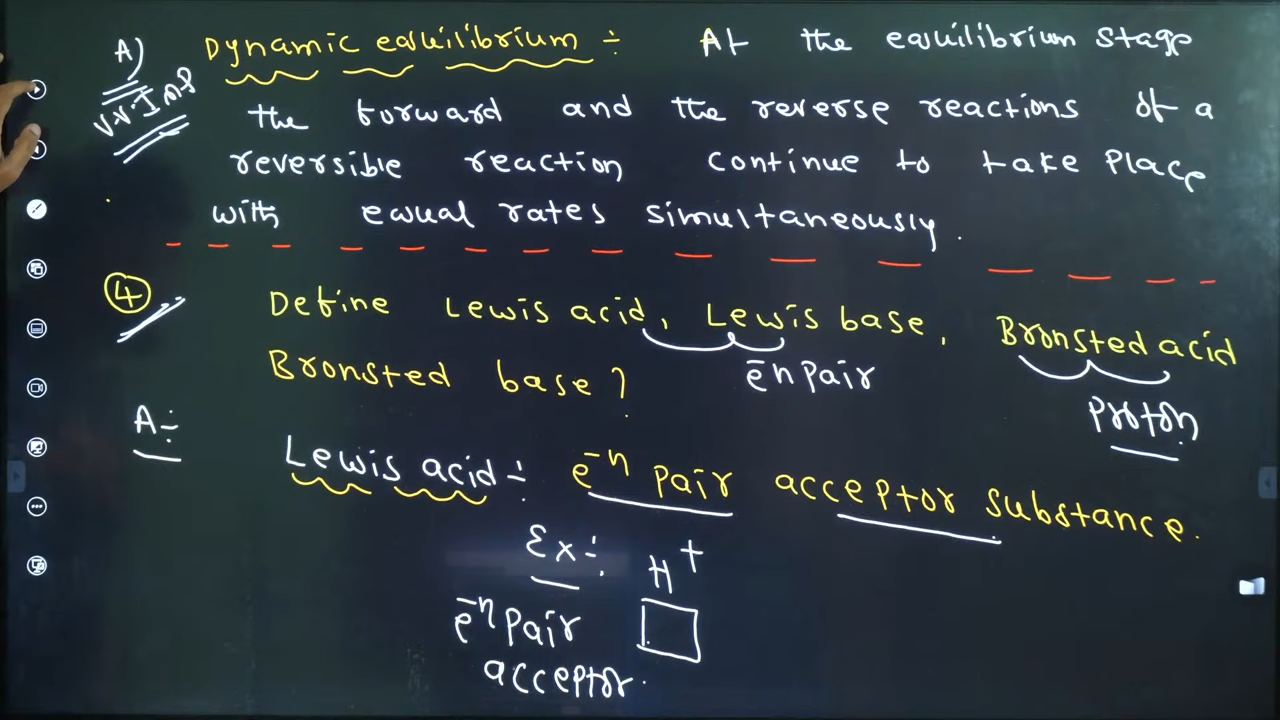 A) Dynamic equilibrium :- At the equilibrium stage
V.V.Imp
the forward and the reverse reactions of a
reversible reaction continue to take place
with equal rates simultaneously.
4 Define Lewis acid, Lewis base, Bronsted acid
Bronsted base?
e⁻n pair
proton
A:-
Lewis acid :- e⁻n pair acceptor substance.
Ex:- H⁺
e⁻n pair
acceptor.